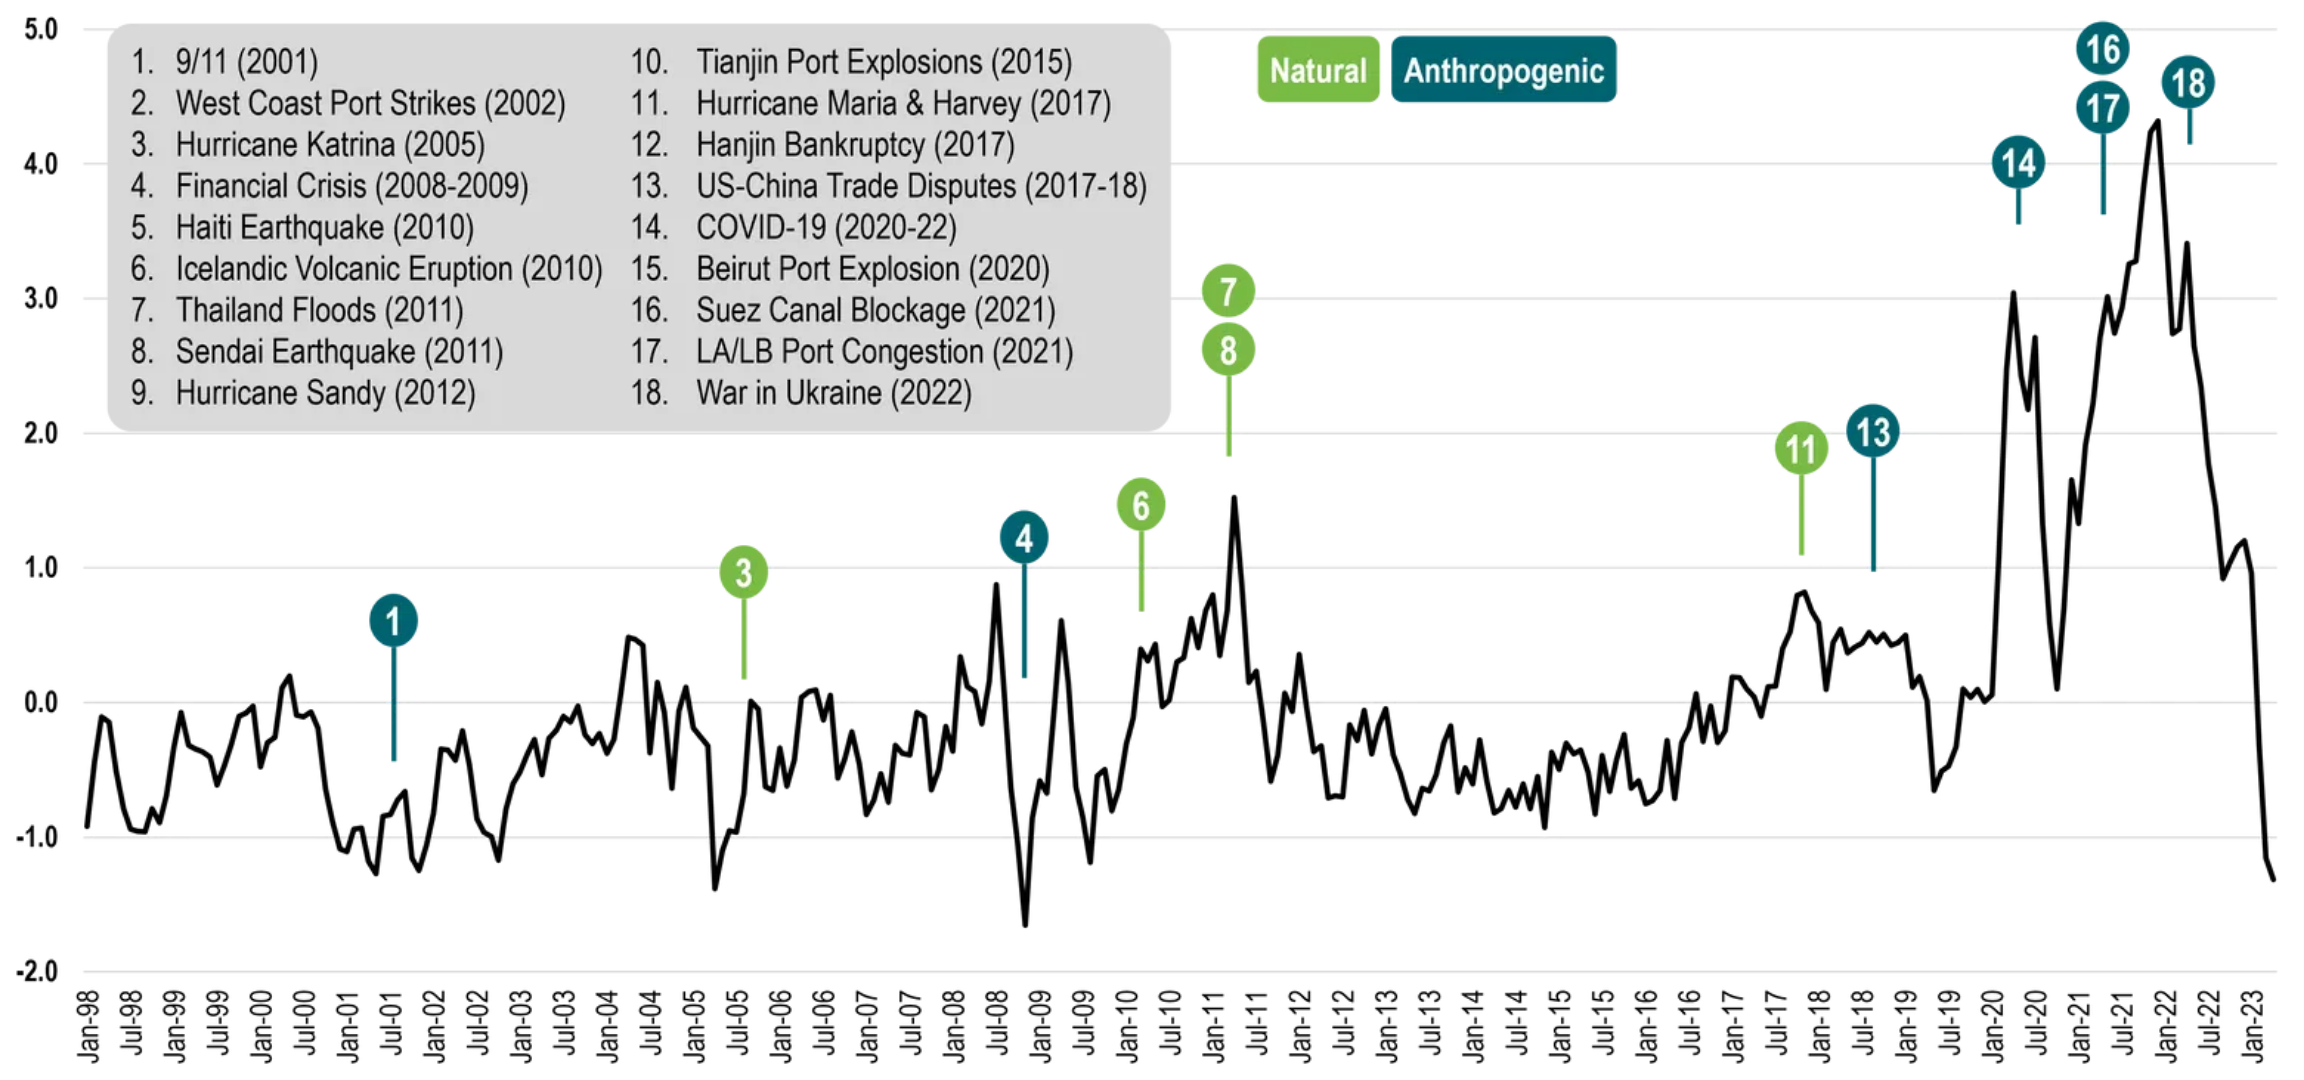 5.0
4.0
3.0
2.0
1.0
0.0
-1.0
-2.0
1. 9/11 (2001)
2. West Coast Port Strikes (2002)
3. Hurricane Katrina (2005)
4. Financial Crisis (2008-2009)
5. Haiti Earthquake (2010)
6. Icelandic Volcanic Eruption (2010)
7. Thailand Floods (2011)
8. Sendai Earthquake (2011)
9. Hurricane Sandy (2012)
10. Tianjin Port Explosions (2015)
11. Hurricane Maria & Harvey (2017)
12. Hanjin Bankruptcy (2017)
13. US-China Trade Disputes (2017-18)
14. COVID-19 (2020-22)
15. Beirut Port Explosion (2020)
16. Suez Canal Blockage (2021)
17. LA/LB Port Congestion (2021)
18. War in Ukraine (2022)
Natural
Anthropogenic
1
3
4
6
7
8
11
13
14
16
17
18
Jan-98
Jul-98
Jan-99
Jul-99
Jan-00
Jul-00
Jan-01
Jul-01
Jan-02
Jul-02
Jan-03
Jul-03
Jan-04
Jul-04
Jan-05
Jul-05
Jan-06
Jul-06
Jan-07
Jul-07
Jan-08
Jul-08
Jan-09
Jul-09
Jan-10
Jul-10
Jan-11
Jul-11
Jan-12
Jul-12
Jan-13
Jul-13
Jan-14
Jul-14
Jan-15
Jul-15
Jan-16
Jul-16
Jan-17
Jul-17
Jan-18
Jul-18
Jan-19
Jul-19
Jan-20
Jul-20
Jan-21
Jul-21
Jan-22
Jul-22
Jan-23